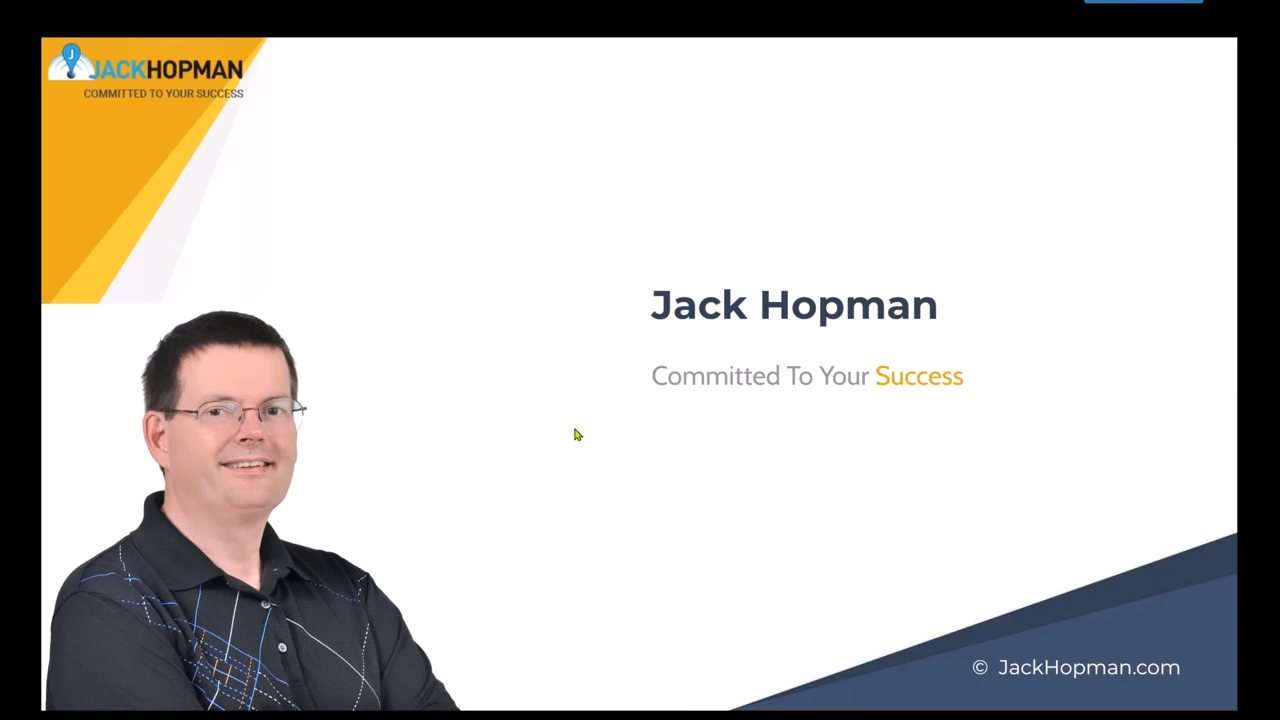 J
JACKHOPMAN
COMMITTED TO YOUR SUCCESS
Jack Hopman
Committed To Your Success
© JackHopman.com